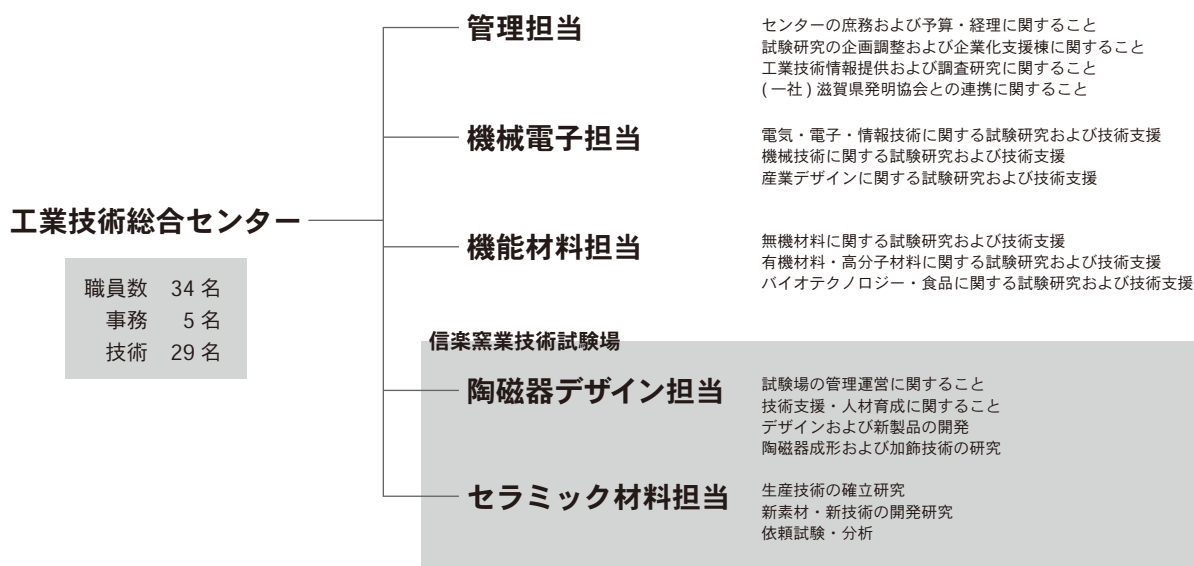 管理担当
センターの庶務および予算・経理に関すること
試験研究の企画調整および企業化支援棟に関すること
工業技術情報提供および調査研究に関すること
( 一社 ) 滋賀県発明協会との連携に関すること
機械電子担当
電気・電子・情報技術に関する試験研究および技術支援
機械技術に関する試験研究および技術支援
産業デザインに関する試験研究および技術支援
工業技術総合センター
職員数 34 名
事務 5 名
技術 29 名
機能材料担当
無機材料に関する試験研究および技術支援
有機材料・高分子材料に関する試験研究および技術支援
バイオテクノロジー・食品に関する試験研究および技術支援
信楽窯業技術試験場
陶磁器デザイン担当
試験場の管理運営に関すること
技術支援・人材育成に関すること
デザインおよび新製品の開発
陶磁器成形および加飾技術の研究
セラミック材料担当
生産技術の確立研究
新素材・新技術の開発研究
依頼試験・分析